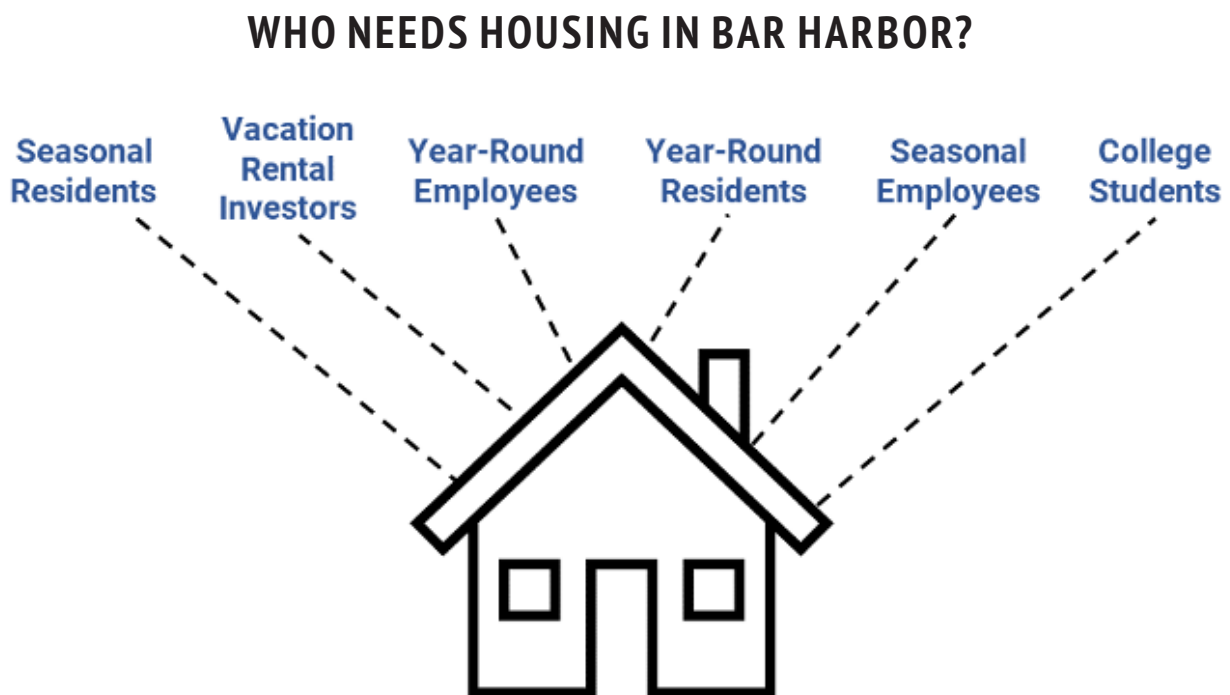 WHO NEEDS HOUSING IN BAR HARBOR?
Seasonal
Residents
Vacation
Rental
Investors
Year-Round
Employees
Year-Round
Residents
Seasonal
Employees
College
Students